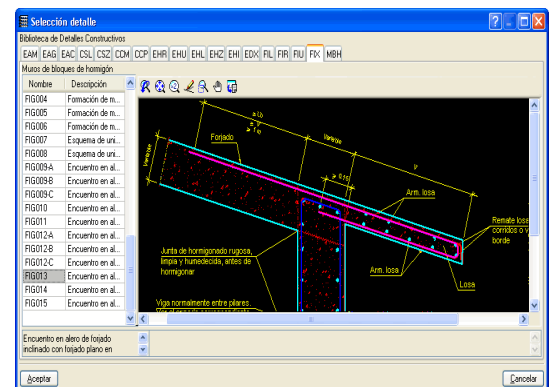 Selección detalle
Biblioteca de Detalles Constructivos
EAM EAG EAC CSL CSZ CCM CCP EHR EHU EHL EHZ EHI EDX FIL FIR FIU FIX MBH
Muros de bloques de hormigón
Nombre Descripción
FIG004 Formación de m...
FIG005 Formación de m...
FIG006 Formación de m...
FIG007 Esquema de uni...
FIG008 Esquema de uni...
FIG009-A Encuentro en al...
FIG009-B Encuentro en al...
FIG009-C Encuentro en al...
FIG010 Encuentro en al...
FIG011 Encuentro en al...
FIG012-A Encuentro en al...
FIG012-B Encuentro en al...
FIG012-C Encuentro en al...
FIG013 Encuentro en al...
FIG014 Encuentro en al...
FIG015 Encuentro en al...
Variable
Forjado
Variable
V
Arm. losa
Remate losa
corridos o v
borde
Junta de hormigonado rugosa,
limpia y humedecida, antes de
hormigonar
Arm. losa
Losa
Viga normalmente entre pilares.
Encuentro en alero de forjado
inclinado con forjado plano en
Aceptar
Cancelar